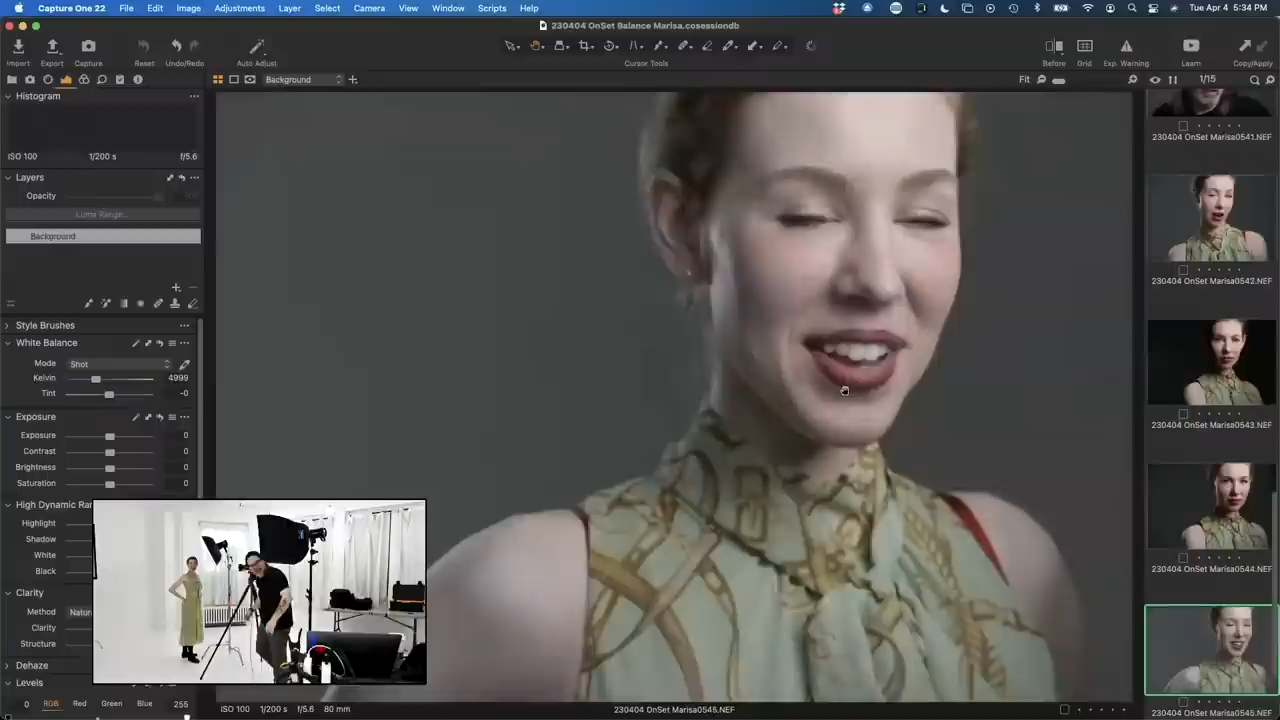 Capture One 22 File Edit View Image Adjustments Layer Select Camera View Window Scripts Help Tue Apr 4 5:34 PM
230404 OnSet Balance Marisa.cosessiondb
Import Export Capture Reset Undo/Redo Auto Adjust Cursor Tools Before Grid Exp. Warning Learn Copy/Apply
Background Fit 1/15
Histogram
ISO 100 1/200 s f/5.6
Layers
Opacity 100
Luma Range...
Background
Style Brushes
White Balance
Mode Shot
Kelvin 4999
Tint -0
Exposure
Exposure 0
Contrast 0
Brightness 0
Saturation 0
High Dynamic Ran
Highlight
Shadow
White
Black
Clarity
Method Natur
Clarity
Structure
Dehaze
Levels
0 RGB Red Green Blue 255
ISO 100 1/200 s f/5.6 80 mm 230404 OnSet Marisa0545.NEF
230404 OnSet Marisa0541.NEF
230404 OnSet Marisa0542.NEF
230404 OnSet Marisa0543.NEF
230404 OnSet Marisa0544.NEF
230404 OnSet Marisa0545.NEF